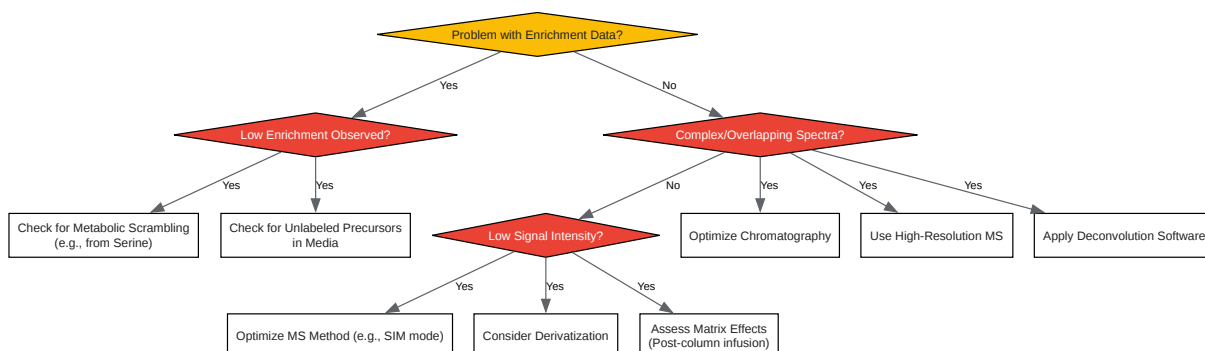 Problem with Enrichment Data?
Yes
No
Low Enrichment Observed?
Complex/Overlapping Spectra?
Yes
Yes
No
Yes
Yes
Yes
Check for Metabolic Scrambling
(e.g., from Serine)
Check for Unlabeled Precursors
in Media
Low Signal Intensity?
Optimize Chromatography
Use High-Resolution MS
Apply Deconvolution Software
Yes
Yes
Yes
Optimize MS Method (e.g., SIM mode)
Consider Derivatization
Assess Matrix Effects
(Post-column infusion)